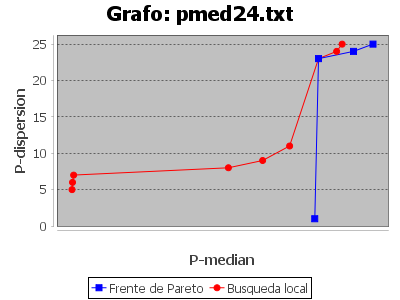 Grafo: pmed24.txt
P-dispersion
25
20
15
10
5
0
P-median
Frente de Pareto Busqueda local